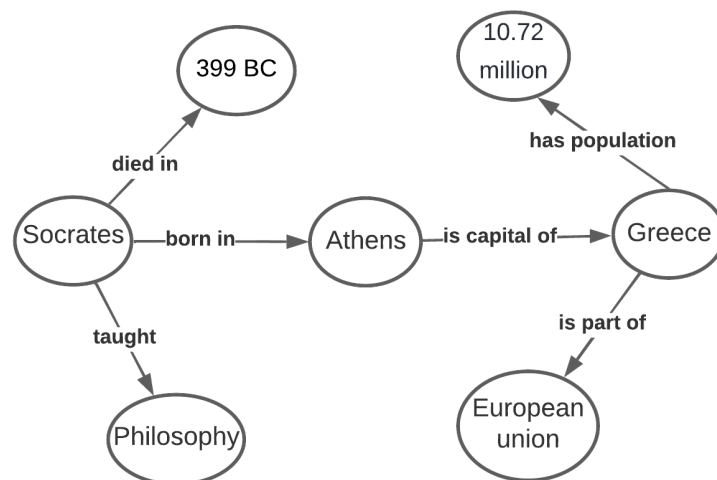 10.72
million
399 BC
has population
died in
Socrates
born in
Athens
is capital of
Greece
is part of
taught
European
union
Philosophy